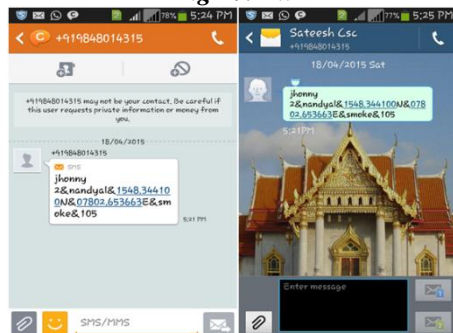 78% 5:24 PM
+919848014315
+919848014315 may not be your contact. Be careful if
this user requests private information or money from
you.
18/04/2015
+919848014315
SMS
jhonny
2&nandyal&1548.34410
0N&07802.653663E&sm
oke&105
5:21 PM
SMS/MMS
77% 5:25 PM
Sateesh Csc
+919848014315
18/04/2015 Sat
jhonny
2&nandyal&1548.344100N&078
02.653663E&smoke&105
5:21PM
Enter message